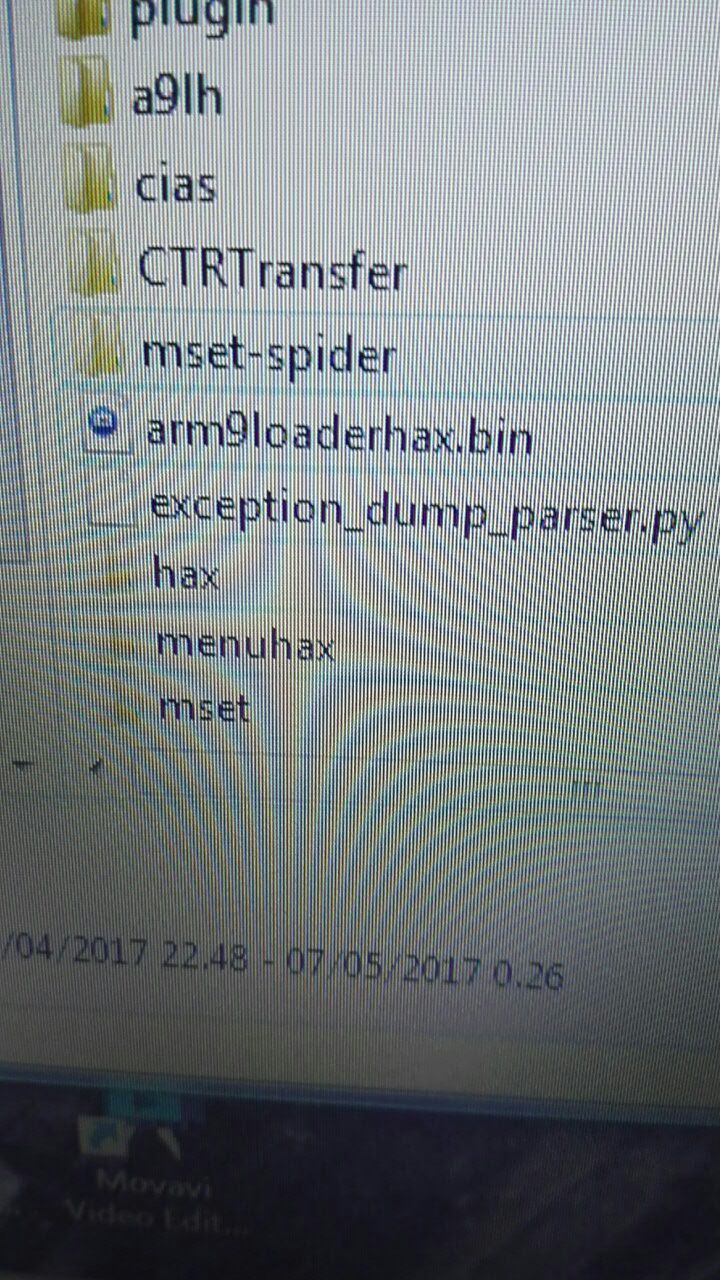 plugin
a9lh
cias
CTRTransfer
mset-spider
arm9loaderhax.bin
exception_dump_parser.py
hax
menuhax
mset
/04/2017 22.48 - 07/05/2017 0.26
Movavi
Video Edit...